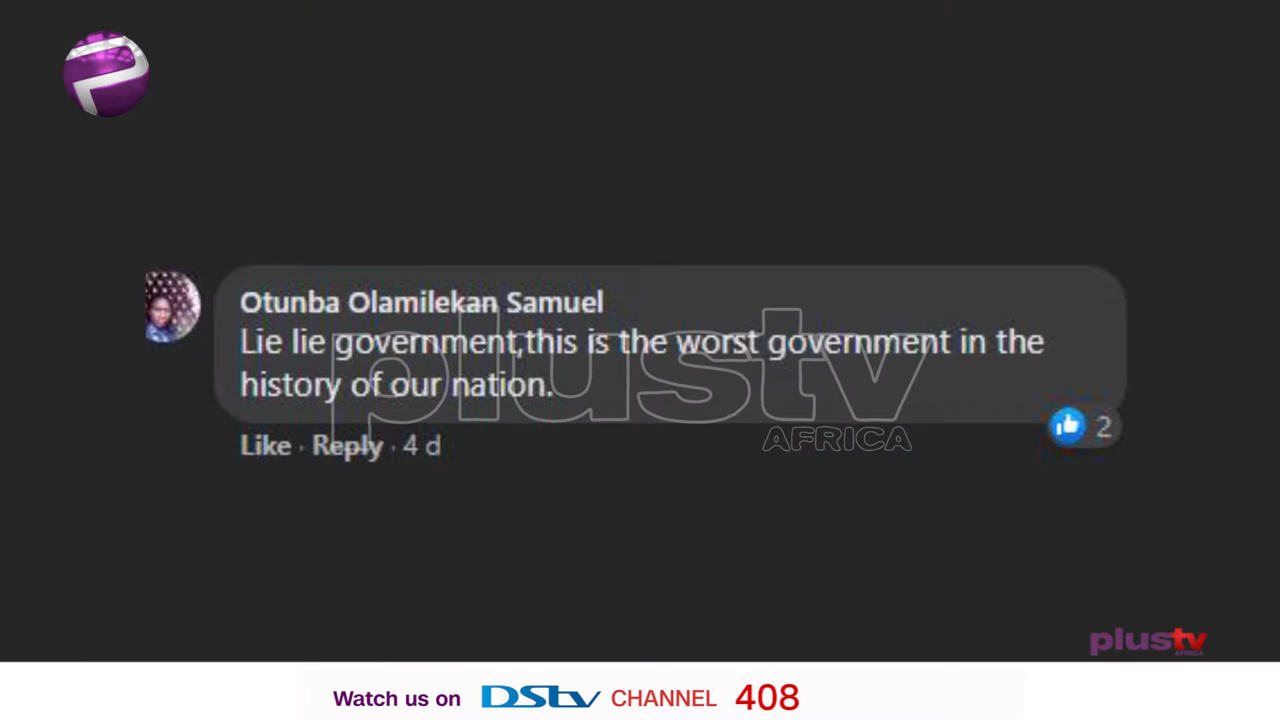 Otunba Olamilekan Samuel
Lie lie government,this is the worst government in the
history of our nation.
Like · Reply · 4 d
2
plustv
AFRICA
plustv
AFRICA
Watch us on DStv CHANNEL 408